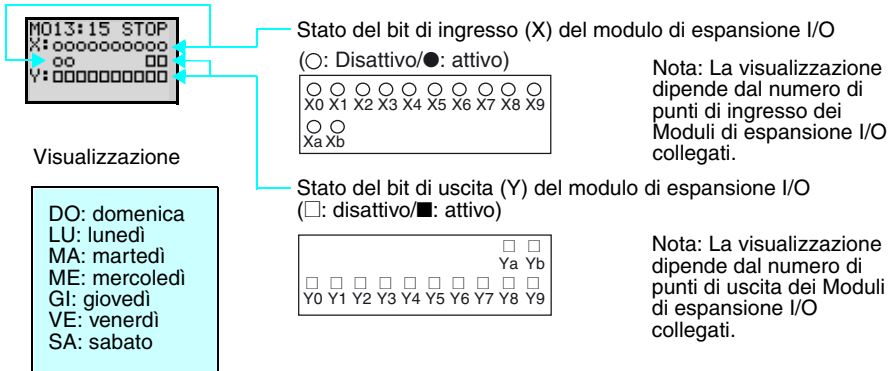 MO13:15 STOP
X:oooooooooo
oo □□
Y:□□□□□□□□□□
Visualizzazione
DO: domenica
LU: lunedì
MA: martedì
ME: mercoledì
GI: giovedì
VE: venerdì
SA: sabato
Stato del bit di ingresso (X) del modulo di espansione I/O
(○: Disattivo/●: attivo)
○ ○ ○ ○ ○ ○ ○ ○ ○ ○
X0 X1 X2 X3 X4 X5 X6 X7 X8 X9
○ ○
Xa Xb
Nota: La visualizzazione
dipende dal numero di
punti di ingresso dei
Moduli di espansione I/O
collegati.
Stato del bit di uscita (Y) del modulo di espansione I/O
(□: disattivo/■: attivo)
□ □
Ya Yb
□ □ □ □ □ □ □ □ □ □
Y0 Y1 Y2 Y3 Y4 Y5 Y6 Y7 Y8 Y9
Nota: La visualizzazione
dipende dal numero di
punti di uscita dei Moduli
di espansione I/O
collegati.